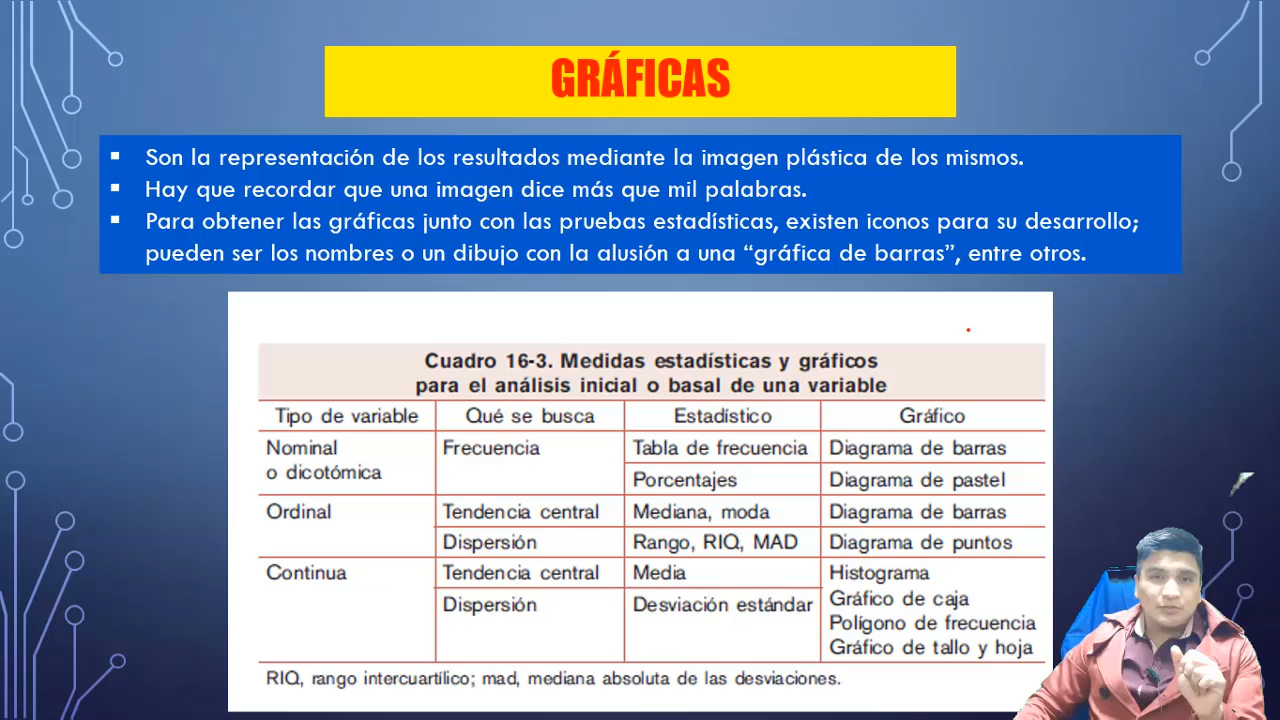 GRÁFICAS
▪ Son la representación de los resultados mediante la imagen plástica de los mismos.
▪ Hay que recordar que una imagen dice más que mil palabras.
▪ Para obtener las gráficas junto con las pruebas estadísticas, existen iconos para su desarrollo;
pueden ser los nombres o un dibujo con la alusión a una “gráfica de barras”, entre otros.
Cuadro 16-3. Medidas estadísticas y gráficos
para el análisis inicial o basal de una variable
Tipo de variable Qué se busca Estadístico Gráfico
Nominal Frecuencia Tabla de frecuencia Diagrama de barras
o dicotómica
Porcentajes Diagrama de pastel
Ordinal Tendencia central Mediana, moda Diagrama de barras
Dispersión Rango, RIQ, MAD Diagrama de puntos
Continua Tendencia central Media Histograma
Dispersión Desviación estándar Gráfico de caja
Polígono de frecuencia
Gráfico de tallo y hoja
RIQ, rango intercuartílico; mad, mediana absoluta de las desviaciones.